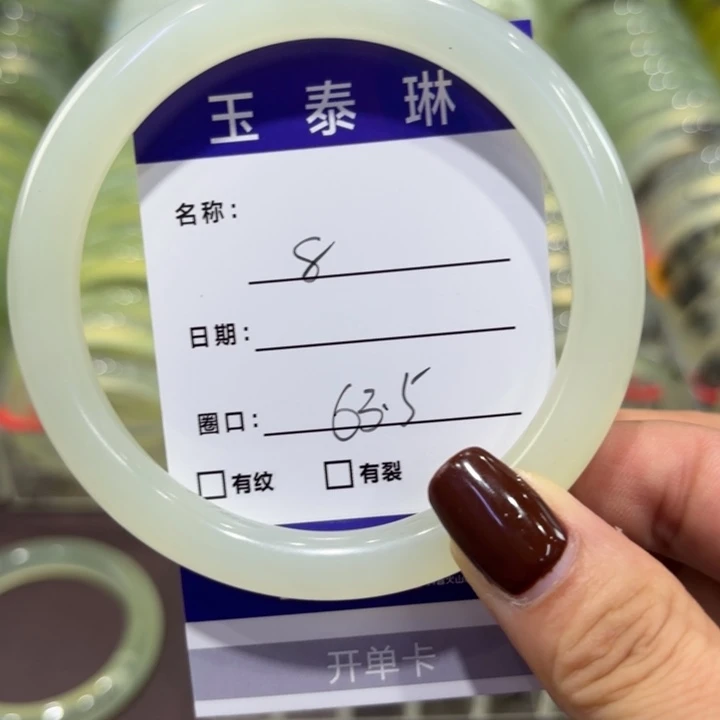 玉泰琳
名称：
8
日期：
圈口：63.5
□有纹 □有裂
开单卡